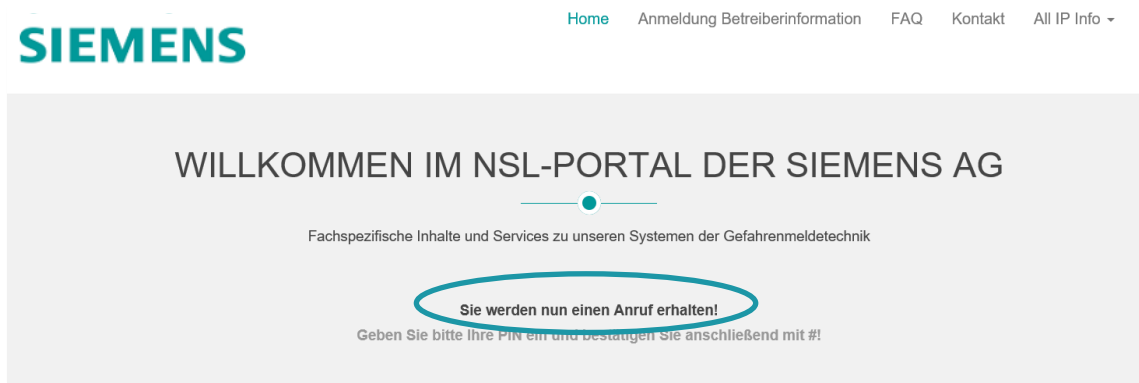 SIEMENS
Home Anmeldung Betreiberinformation FAQ Kontakt All IP Info
WILLKOMMEN IM NSL-PORTAL DER SIEMENS AG
Fachspezifische Inhalte und Services zu unseren Systemen der Gefahrenmeldetechnik
Sie werden nun einen Anruf erhalten!
Geben Sie bitte Ihre PIN ein und bestätigen Sie anschließend mit #!